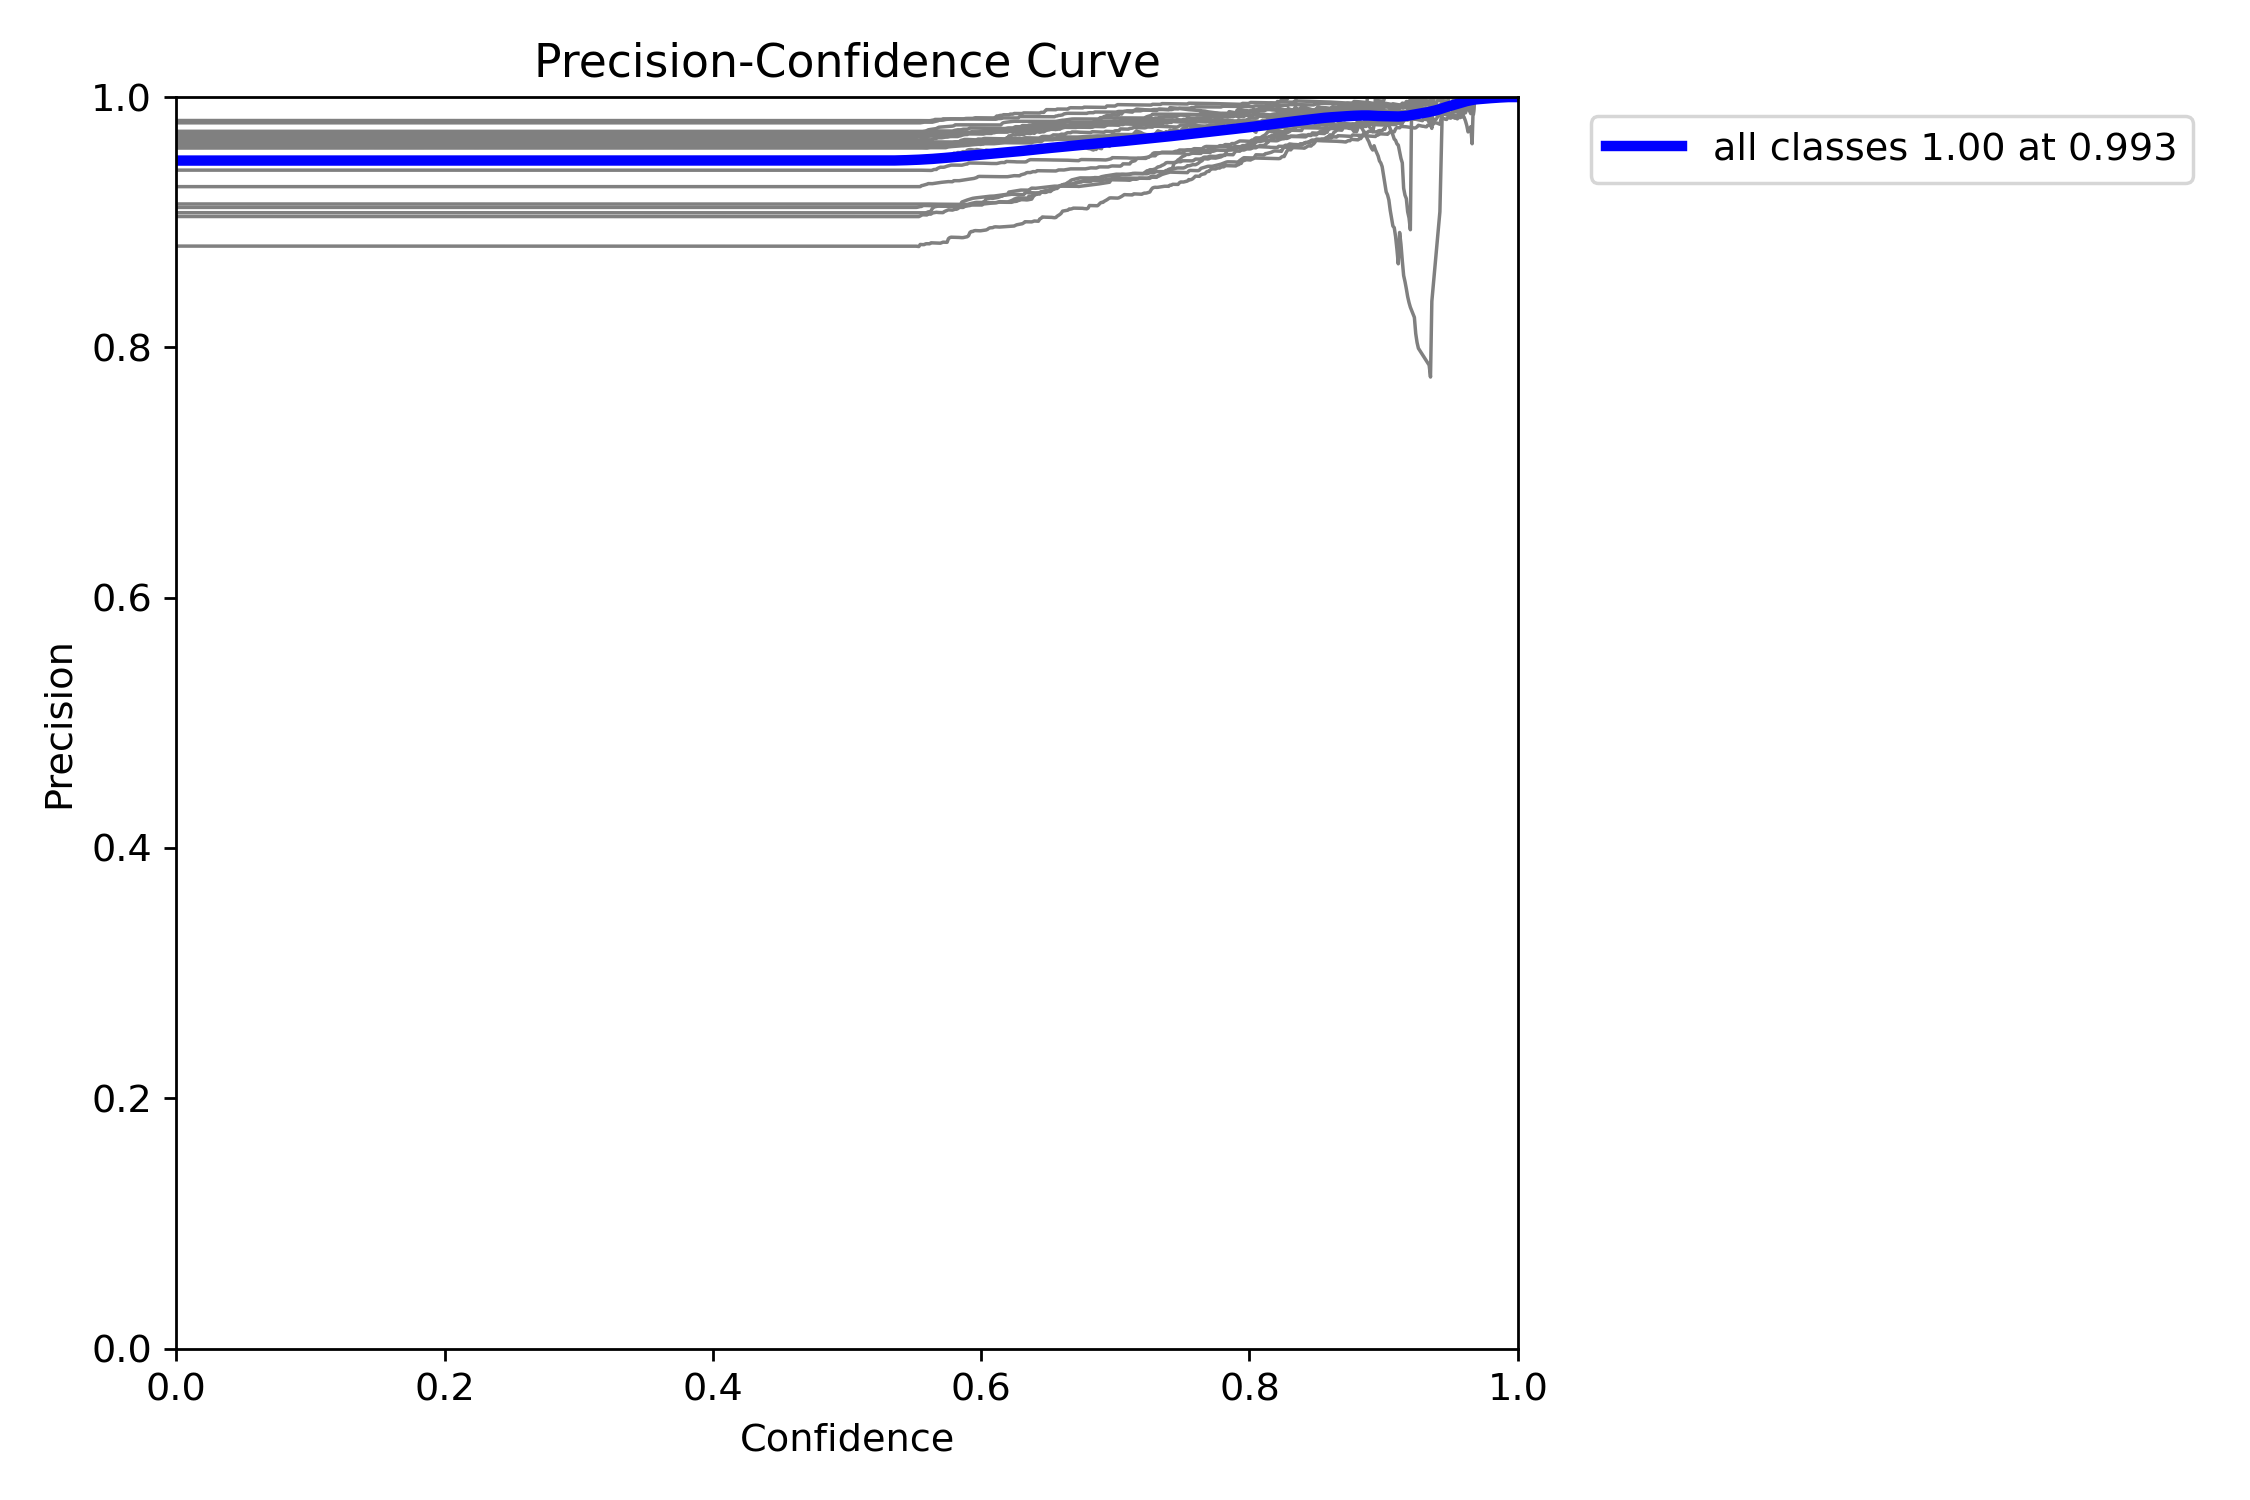 Precision-Confidence Curve
all classes 1.00 at 0.993
1.0
0.8
0.6
0.4
0.2
0.0
Precision
0.0 0.2 0.4 0.6 0.8 1.0
Confidence